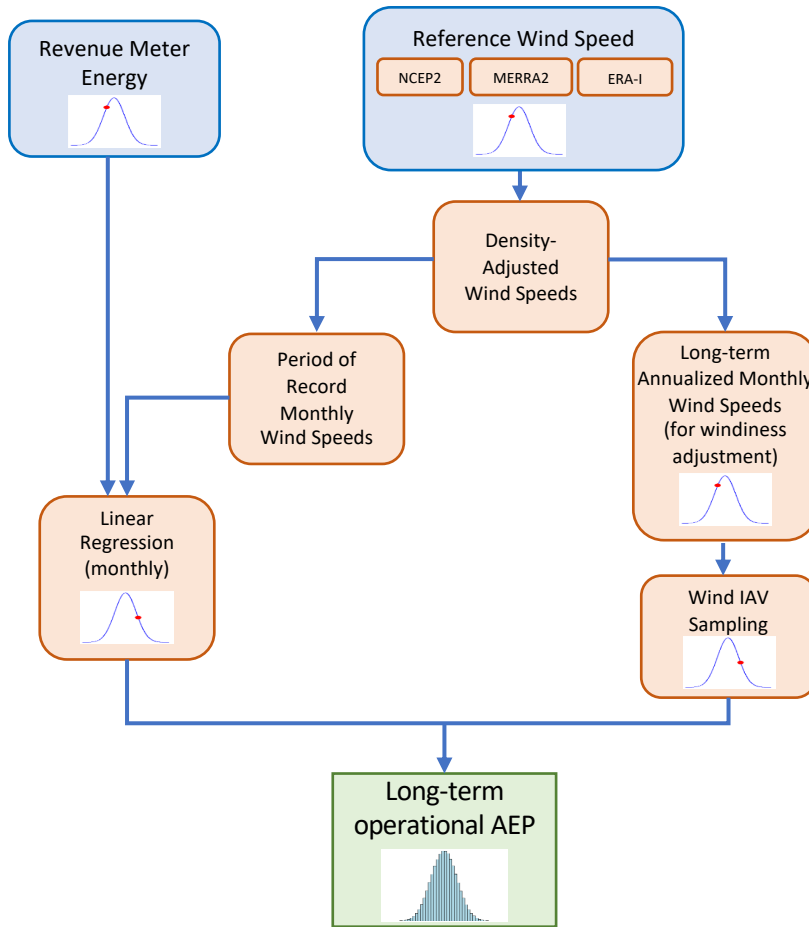 Revenue Meter
Energy
Reference Wind Speed
NCEP2
MERRA2
ERA-I
Density-
Adjusted
Wind Speeds
Period of
Record
Monthly
Wind Speeds
Long-term
Annualized Monthly
Wind Speeds
(for windiness
adjustment)
Linear
Regression
(monthly)
Wind IAV
Sampling
Long-term
operational AEP